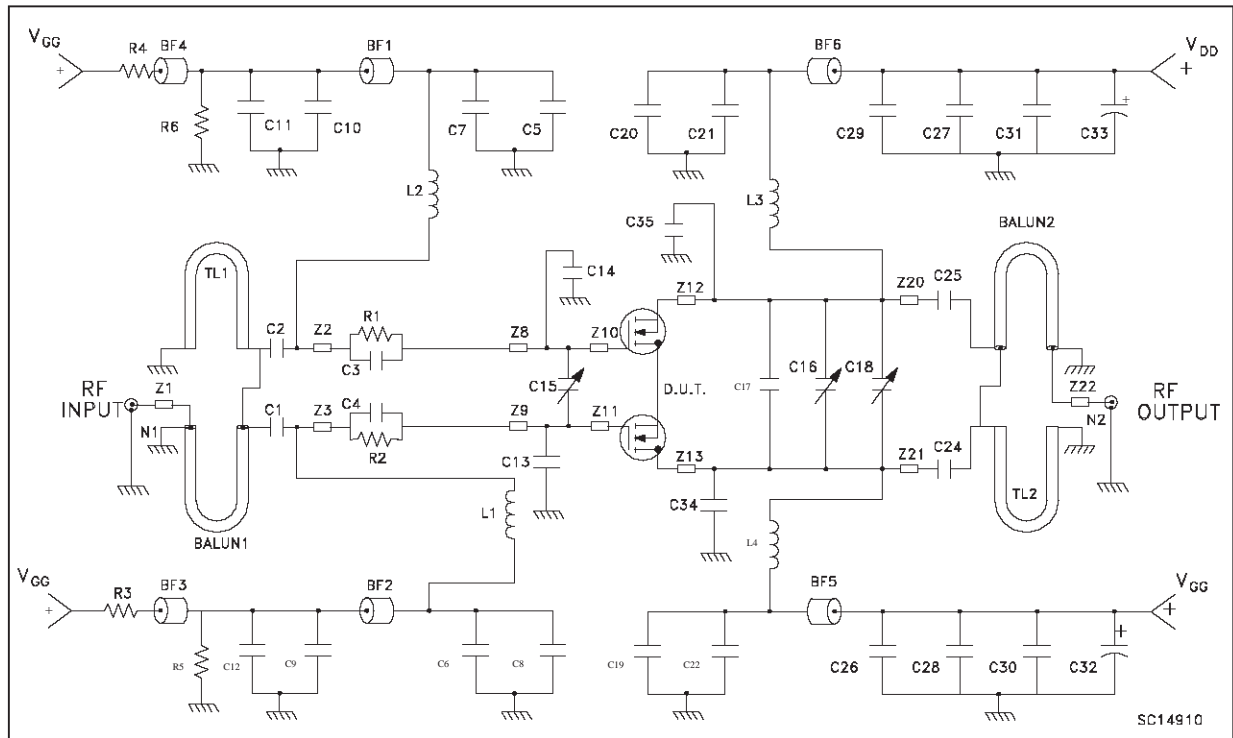 VGG
+
R4
BF4
BF1
BF6
VDD
+
R6
C11
C10
C7
C5
C20
C21
C29
C27
C31
+
C33
L2
L3
C35
BALUN2
TL1
C14
Z12
Z20
C25
C2
Z2
R1
C3
Z8
Z10
C15
D.U.T.
C17
C16
C18
RF
INPUT
Z1
N1
C1
Z3
C4
R2
Z9
Z11
C13
Z13
C34
Z21
C24
Z22
N2
RF
OUTPUT
TL2
BALUN1
L1
L4
VGG
+
R3
BF3
BF2
BF5
VGG
+
R5
C12
C9
C6
C8
C19
C22
C26
C28
C30
+
C32
SC14910